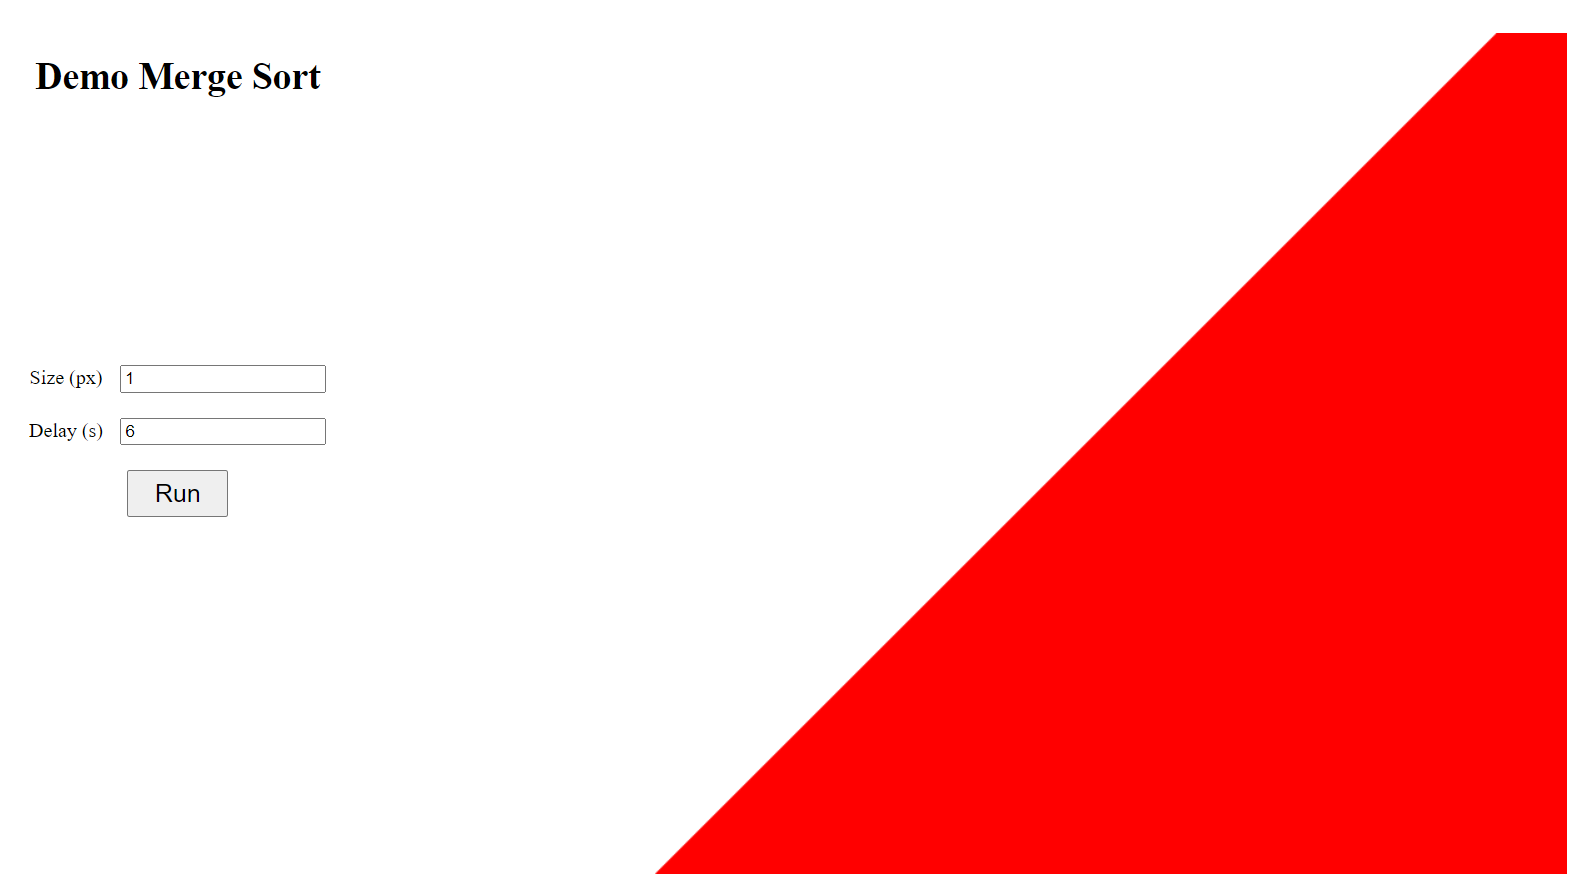 Demo Merge Sort
Size (px) 1
Delay (s) 6
Run